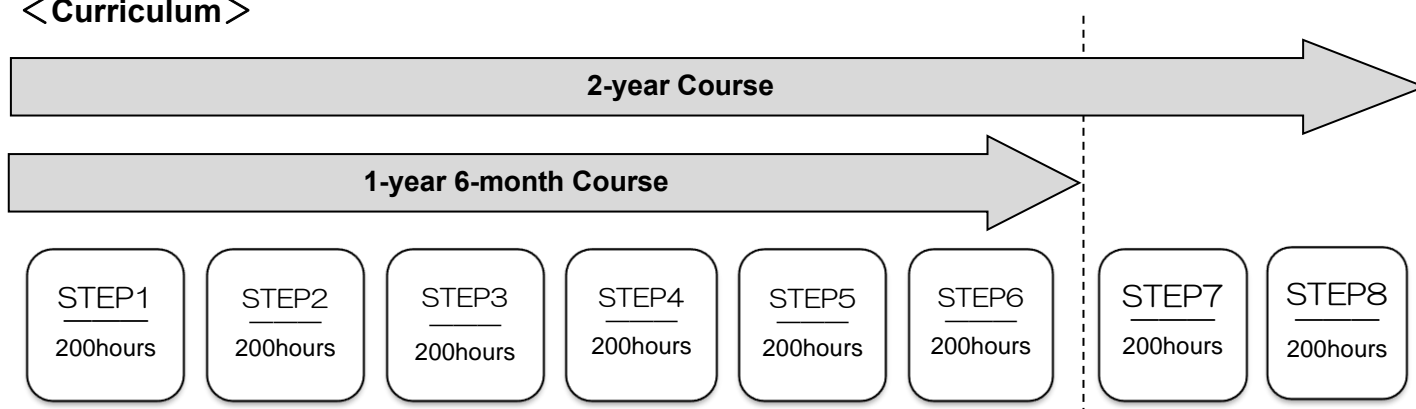 ＜Curriculum＞
2-year Course
1-year 6-month Course
STEP1
200hours
STEP2
200hours
STEP3
200hours
STEP4
200hours
STEP5
200hours
STEP6
200hours
STEP7
200hours
STEP8
200hours